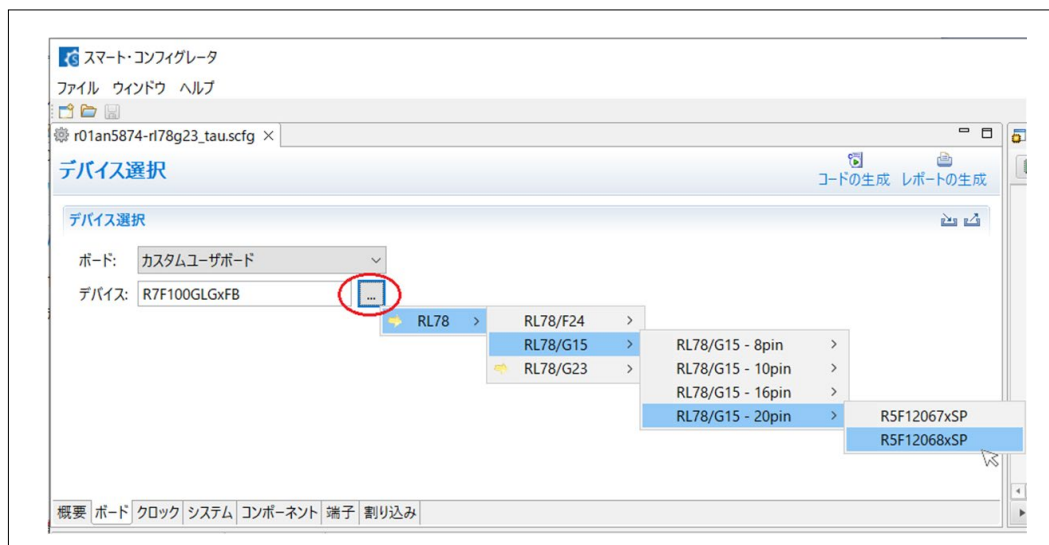 スマート・コンフィグレータ
ファイル ウィンドウ ヘルプ
r01an5874-rl78g23_tau.scfg
デバイス選択
コードの生成 レポートの生成
デバイス選択
ボード: カスタムユーザボード
デバイス: R7F100GLGxFB ...
RL78 > RL78/F24 >
RL78/G15 > RL78/G15 - 8pin >
RL78/G23 > RL78/G15 - 10pin >
RL78/G15 - 16pin >
RL78/G15 - 20pin > R5F12067xSP
R5F12068xSP
概要 ボード クロック システム コンポーネント 端子 割り込み